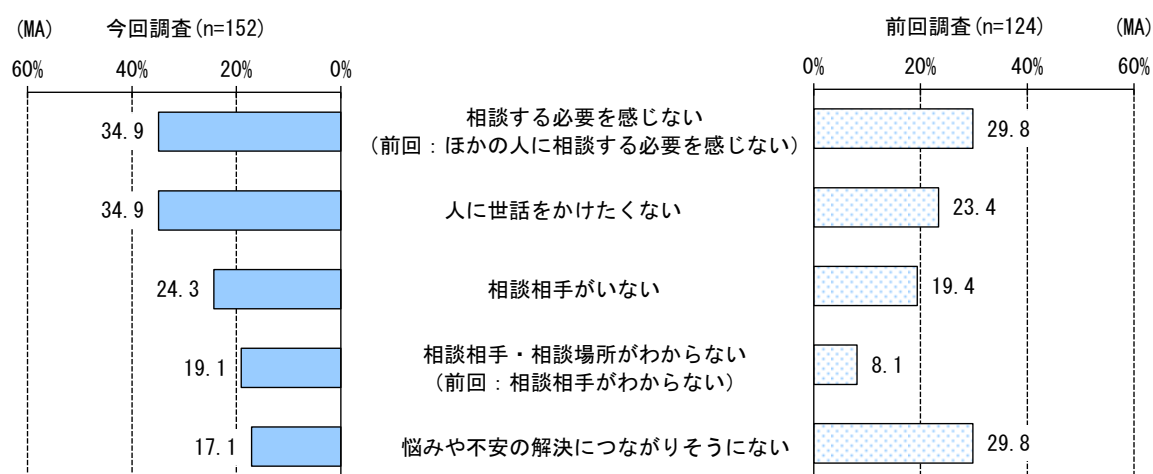 (MA) 今回調査(n=152) 前回調査(n=124) (MA)
60% 40% 20% 0% 0% 20% 40% 60%
相談する必要を感じない
34.9 (前回：ほかの人に相談する必要を感じない) 29.8
34.9 人に世話をかけたくない 23.4
24.3 相談相手がいない 19.4
相談相手・相談場所がわからない
19.1 (前回：相談相手がわからない) 8.1
17.1 悩みや不安の解決につながりそうにない 29.8